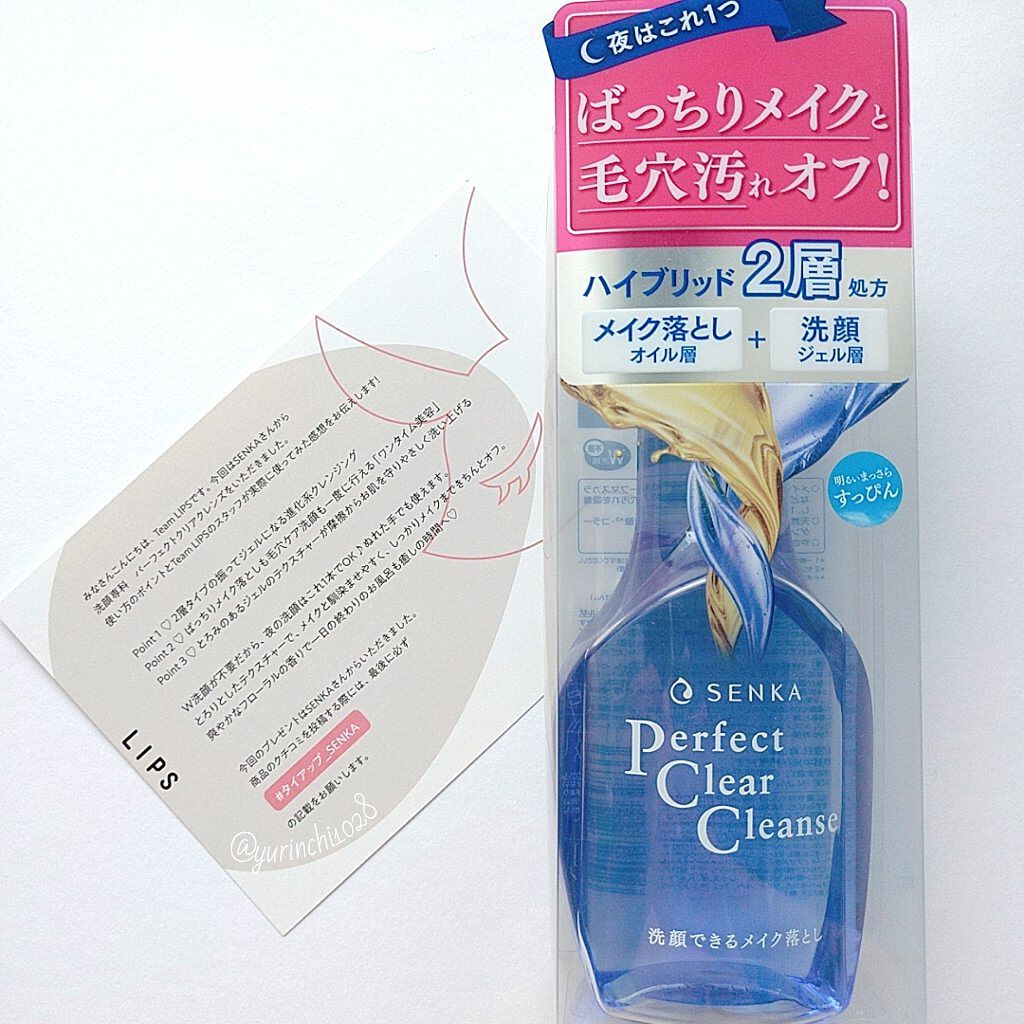 夜はこれ1つ
ばっちりメイクと
毛穴汚れオフ!
ハイブリッド2層処方
メイク落とし
オイル層
+
洗顔
ジェル層
明るいまっさら
すっぴん
SENKA
Perfect
Clear
Cleanse
洗顔できるメイク落とし
みなさんこんにちは、Team LIPSです。今回はSENKAさんから
洗顔専科 パーフェクトクリアクレンズをいただきました。
使い方のポイントとTeam LIPSのスタッフが実際に使ってみた感想をお伝えします!
Point 1 ♡ 2層タイプの振ってジェルになる進化系クレンジング
Point 2 ♡ ばっちりメイク落としも毛穴ケア洗顔も一度に行える「ワンタイム美容」
Point 3 ♡ とろみのあるジェルのテクスチャーが摩擦からお肌を守りやさしく洗い上げる
W洗顔が不要だから、夜の洗顔はこれ1本でOK♪ぬれた手でも使えます。
とろりとしたテクスチャーで、メイクと馴染ませやすく、しっかりメイクまできちんとオフ。
爽やかなフローラルの香りで一日の終わりのお風呂も癒しの時間へ♡
今回のプレゼントはSENKAさんからいただきました。
商品のクチコミを投稿する際には、最後に必ず
#タイアップ_SENKA
の記載をお願いします。
LIPS
@yurinchi1028